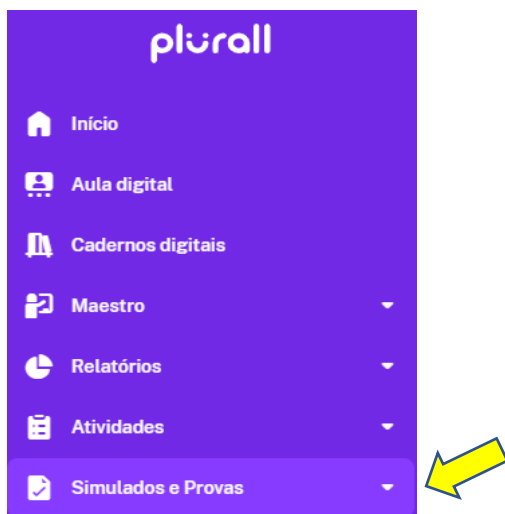 plurall
Início
Aula digital
Cadernos digitais
Maestro
Relatórios
Atividades
Simulados e Provas